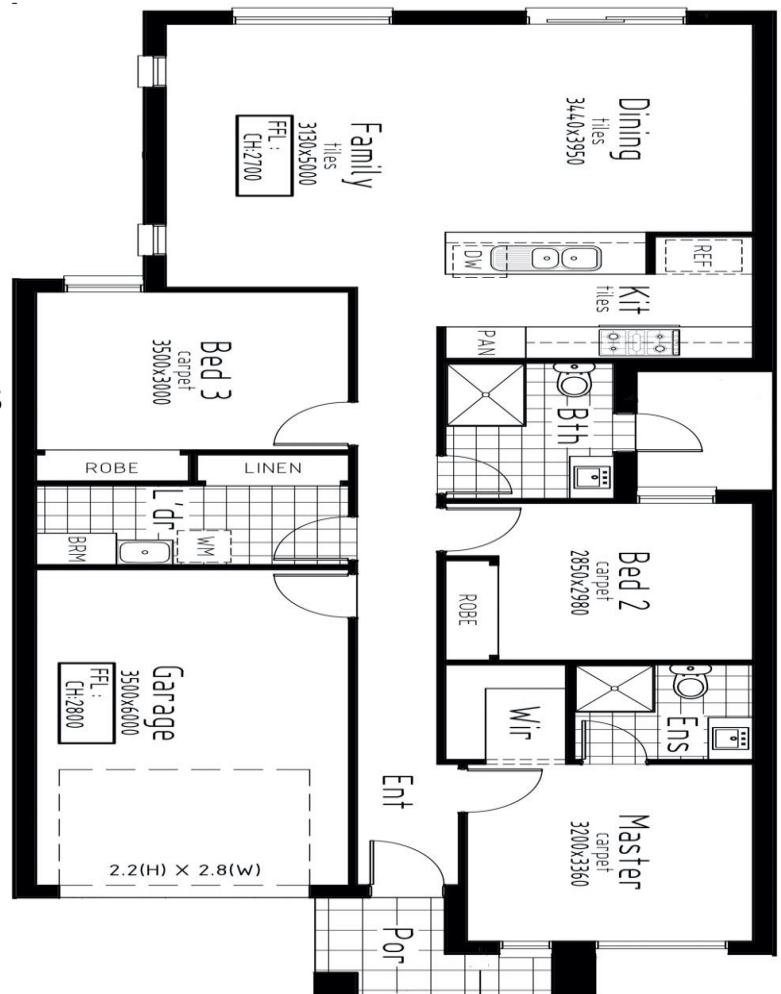 Dining
tiles
3440x3950
Family
tiles
3130x5000
FFL :
CH:2700
REF
DW
Kit
tiles
PAN
Bed 3
carpet
3500x3000
Bth
ROBE
LINEN
L'dr
BRM
WM
Bed 2
carpet
2850x2980
ROBE
Garage
3500x6000
FFL :
CH:2800
Wir
Ens
Ent
Master
carpet
3200x3360
2.2(H) X 2.8(W)
Por